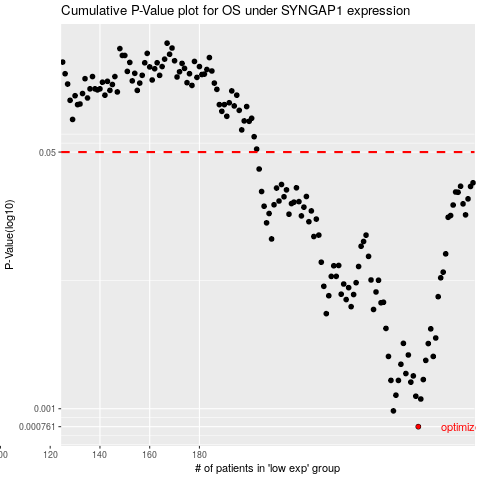 Cumulative P-Value plot for OS under SYNGAP1 expression
0.05
P-Value(log10)
0.001
0.000761
optimiz
00 120 140 160 180
# of patients in 'low exp' group